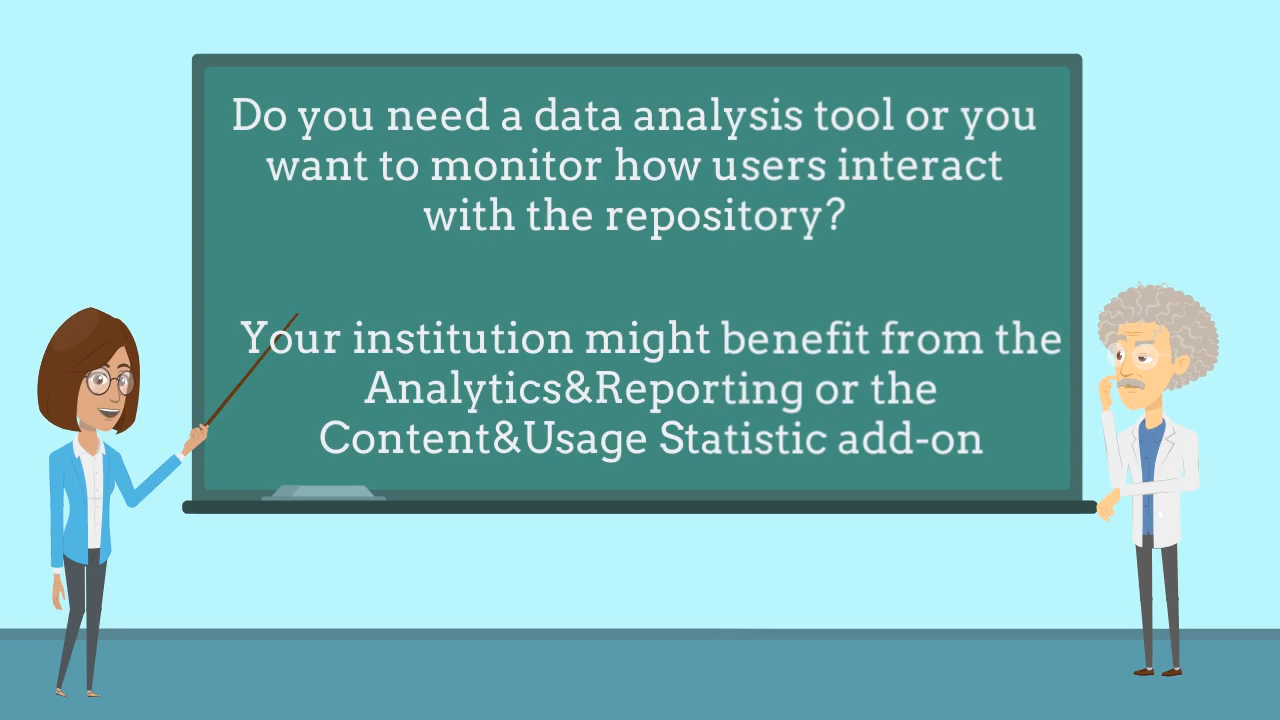 Do you need a data analysis tool or you
want to monitor how users interact
with the repository?
Your institution might benefit from the
Analytics&Reporting or the
Content&Usage Statistic add-on